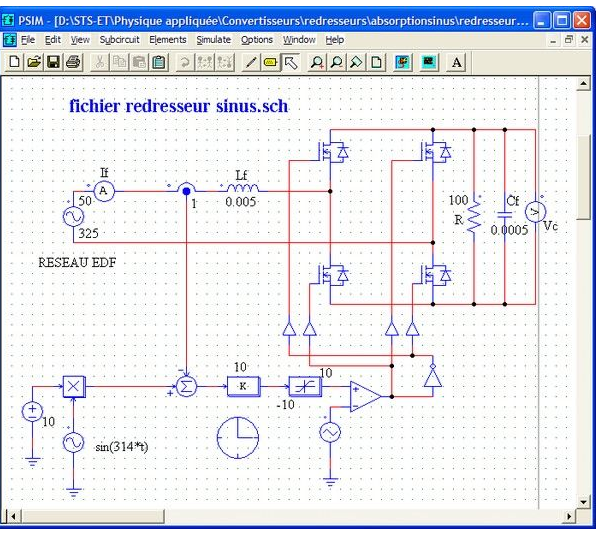 PSIM - [D:\STS-ET\Physique appliquée\Convertisseurs\redresseurs\absorptionsinus\redresseur...
File Edit View Subcircuit Elements Simulate Options Window Help
A
fichier redresseur sinus.sch
If
A
50
325
RESEAU EDF
1
Lf
0.005
100
R
Cf
0.0005
V
Vc
10
sin(314*t)
Σ
10
K
10
-10